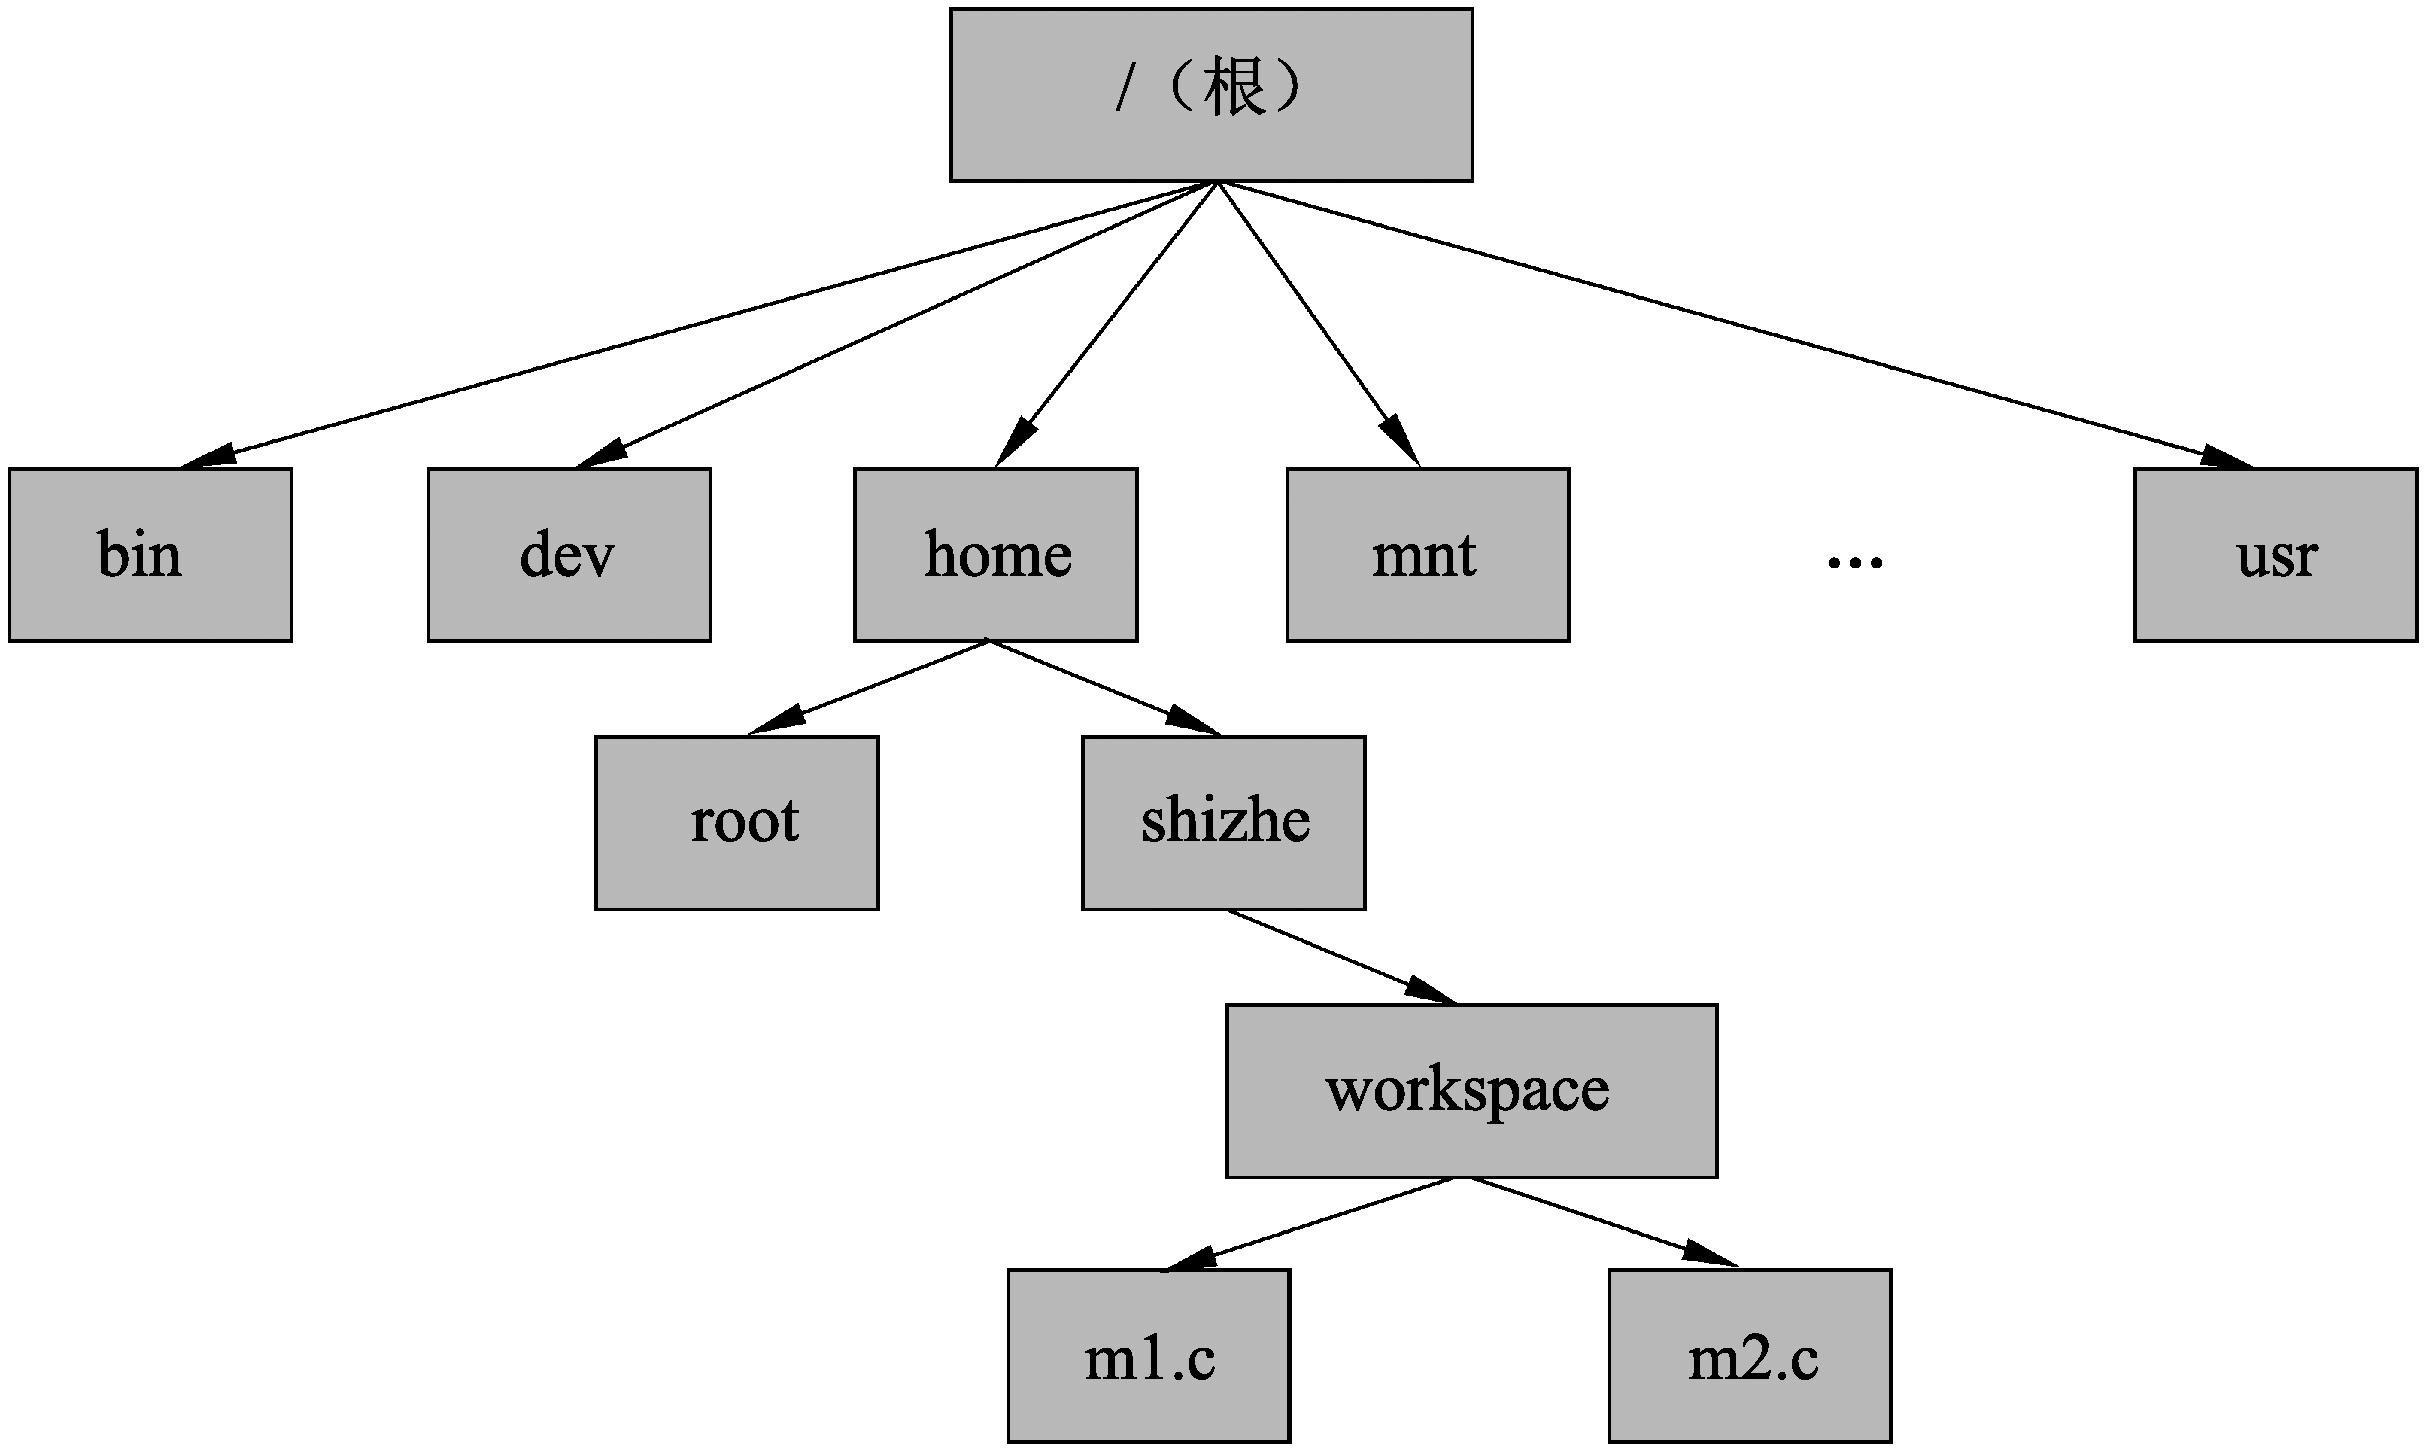 /（根）
bin
dev
home
mnt
...
usr
root
shizhe
workspace
m1.c
m2.c